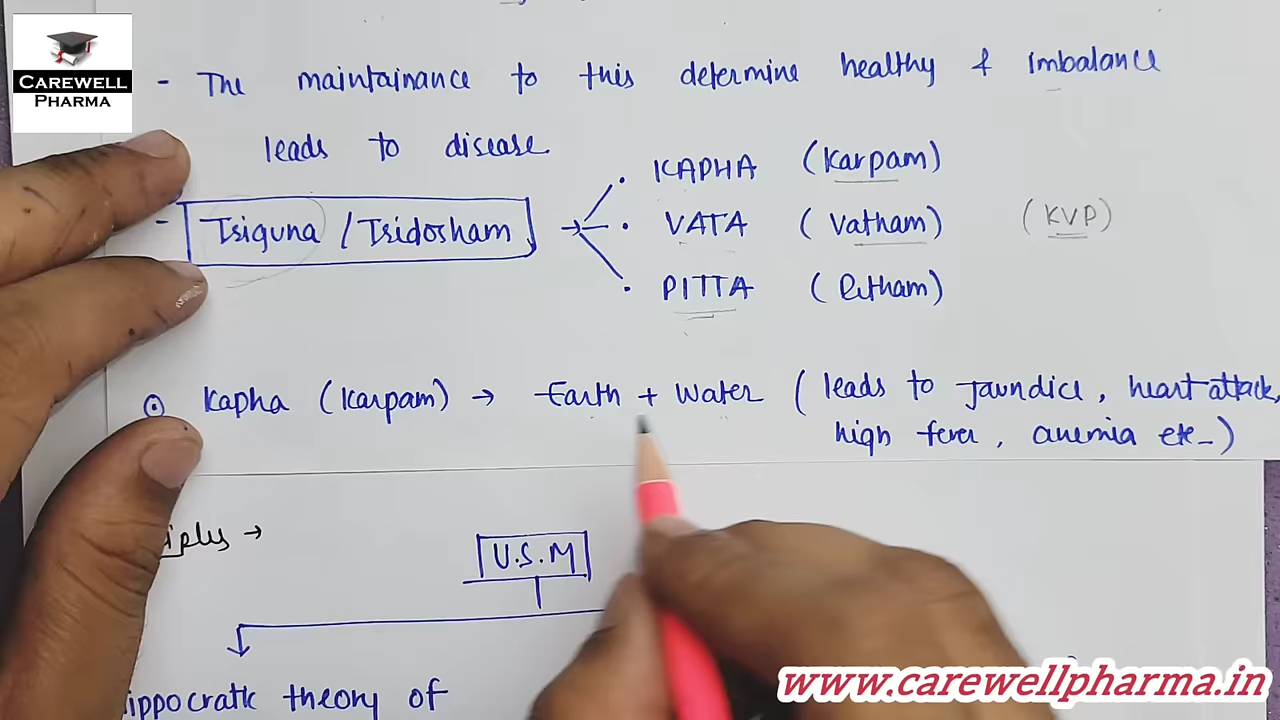 CAREWELL
PHARMA
- The maintainance to this determine healthy & imbalance
leads to disease
- Triguna / Tridosham → . KAPHA (Karpam)
. VATA (Vatham) (KVP)
. PITTA (Pitham)
Kapha (Karpam) → Earth + Water ( leads to Jaundice, heart attack,
high fever, anemia etc_)
iples →
U.S.M
ippocratic theory of
www.carewellpharma.in